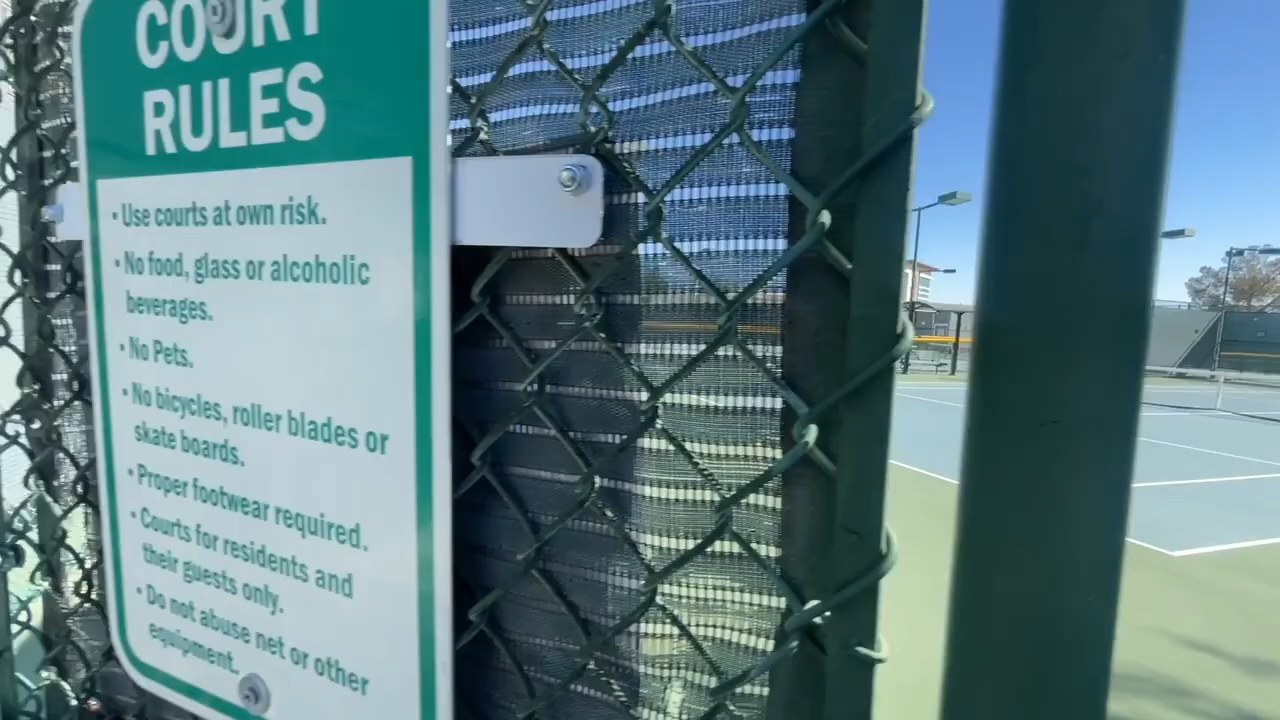 COURT
RULES
• Use courts at own risk.
• No food, glass or alcoholic
beverages.
• No Pets.
• No bicycles, roller blades or
skate boards.
• Proper footwear required.
• Courts for residents and
their guests only.
• Do not abuse net or other
equipment.